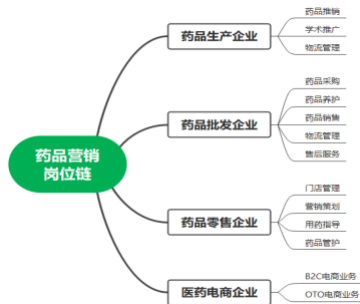 药品营销
岗位链
药品生产企业
药品推销
学术推广
物流管理
药品批发企业
药品采购
药品养护
药品销售
物流管理
售后服务
药品零售企业
门店管理
营销策划
用药指导
药品管护
医药电商企业
B2C电商业务
OTO电商业务